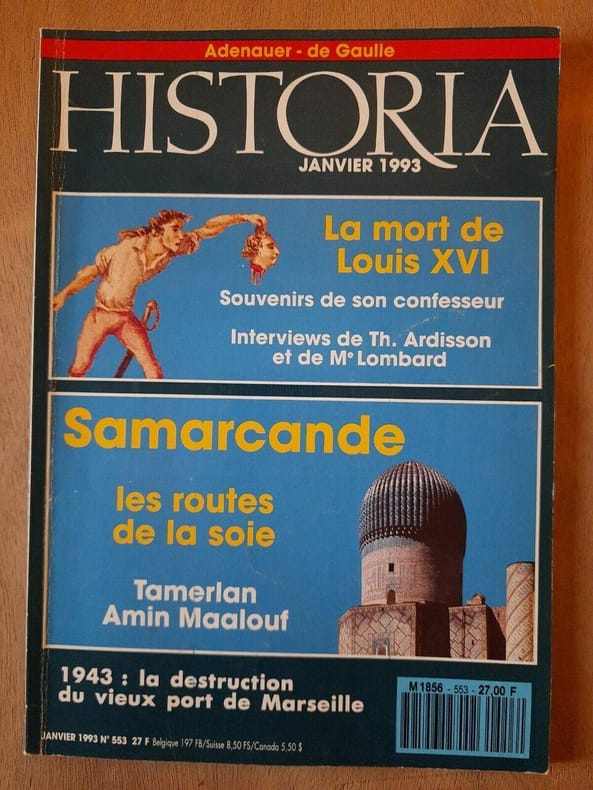 Adenauer - de Gaulle
HISTORIA
JANVIER 1993
La mort de
Louis XVI
Souvenirs de son confesseur
Interviews de Th. Ardisson
et de Mᵉ Lombard
Samarcande
les routes
de la soie
Tamerlan
Amin Maalouf
1943 : la destruction
du vieux port de Marseille
M 1856 - 553 - 27,00 F
JANVIER 1993 N° 553 27 F Belgique 197 FB/Suisse 8,50 FS/Canada 5,50 $